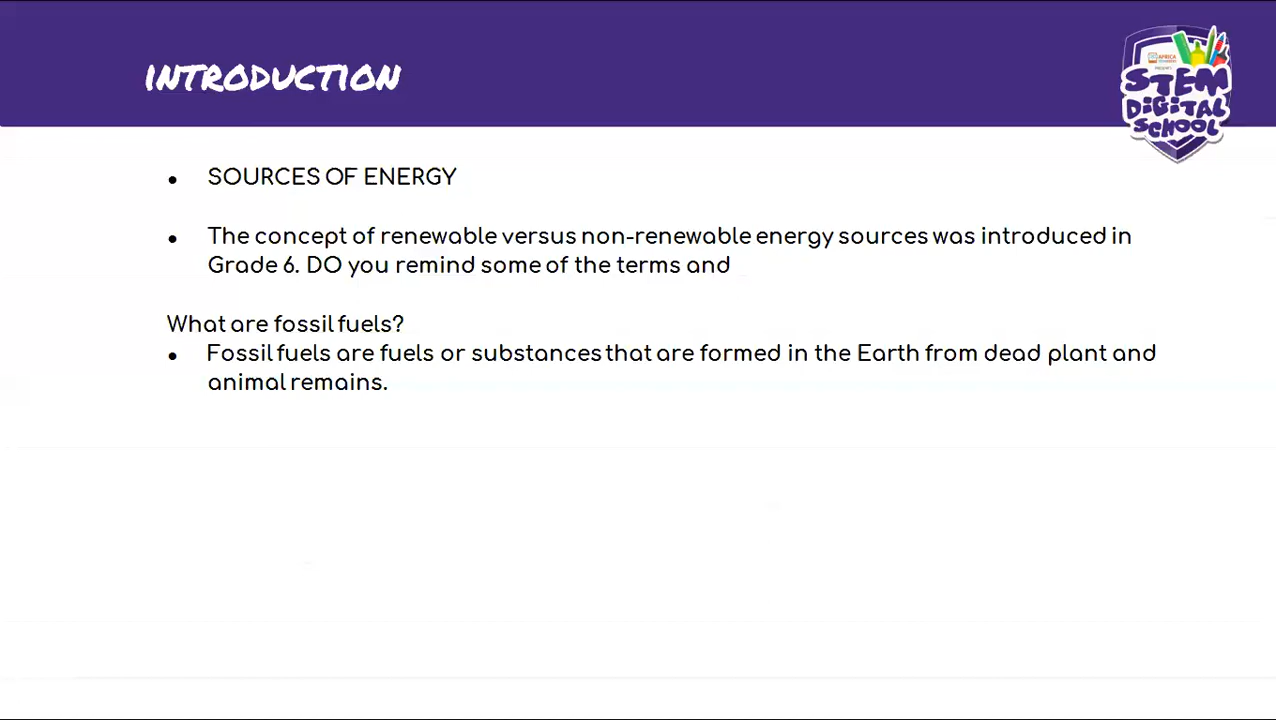 INTRODUCTION
AFRICA
STEM
DIGITAL
SCHOOL
SOURCES OF ENERGY
The concept of renewable versus non-renewable energy sources was introduced in
Grade 6. DO you remind some of the terms and
What are fossil fuels?
Fossil fuels are fuels or substances that are formed in the Earth from dead plant and
animal remains.